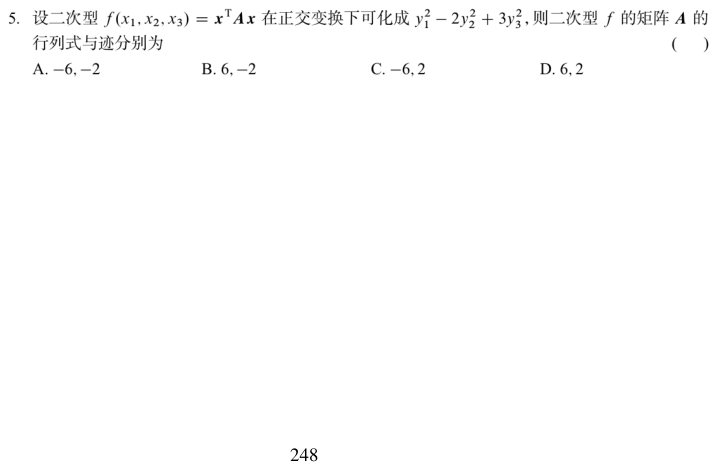 5. 设二次型 f(x₁, x₂, x₃) = xᵀAx 在正交变换下可化成 y₁² − 2y₂² + 3y₃², 则二次型 f 的矩阵 A 的
行列式与迹分别为 ( )
A. −6, −2 B. 6, −2 C. −6, 2 D. 6, 2
248